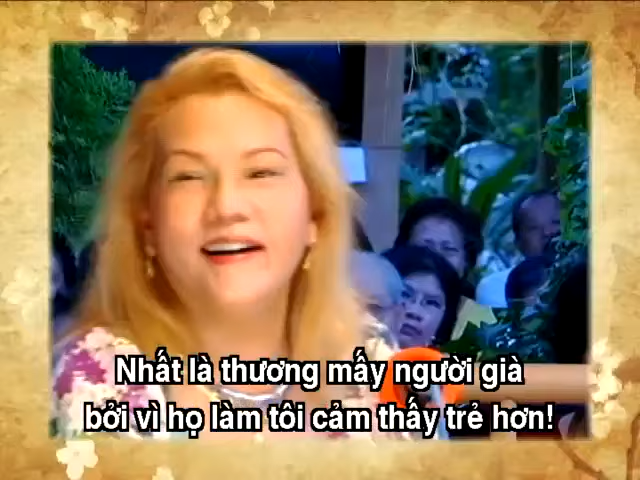 Nhất là thương mấy người già
bởi vì họ làm tôi cảm thấy trẻ hơn!